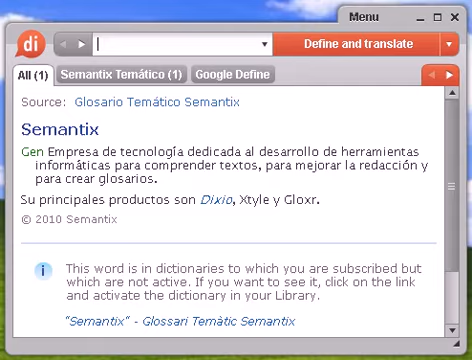 Menu
di
Define and translate
All (1)
Semantix Temático (1)
Google Define
Source: Glosario Temático Semantix
Semantix
Gen Empresa de tecnología dedicada al desarrollo de herramientas
informáticas para comprender textos, para mejorar la redacción y
para crear glosarios.
Su principales producto son Dixio, Xtyle y Gloxr.
© 2010 Semantix
i
This word is in dictionaries to which you are subscribed but
which are not active. If you want to see it, click on the link
and activate the dictionary in your Library.
"Semantix" - Glossari Temàtic Semantix